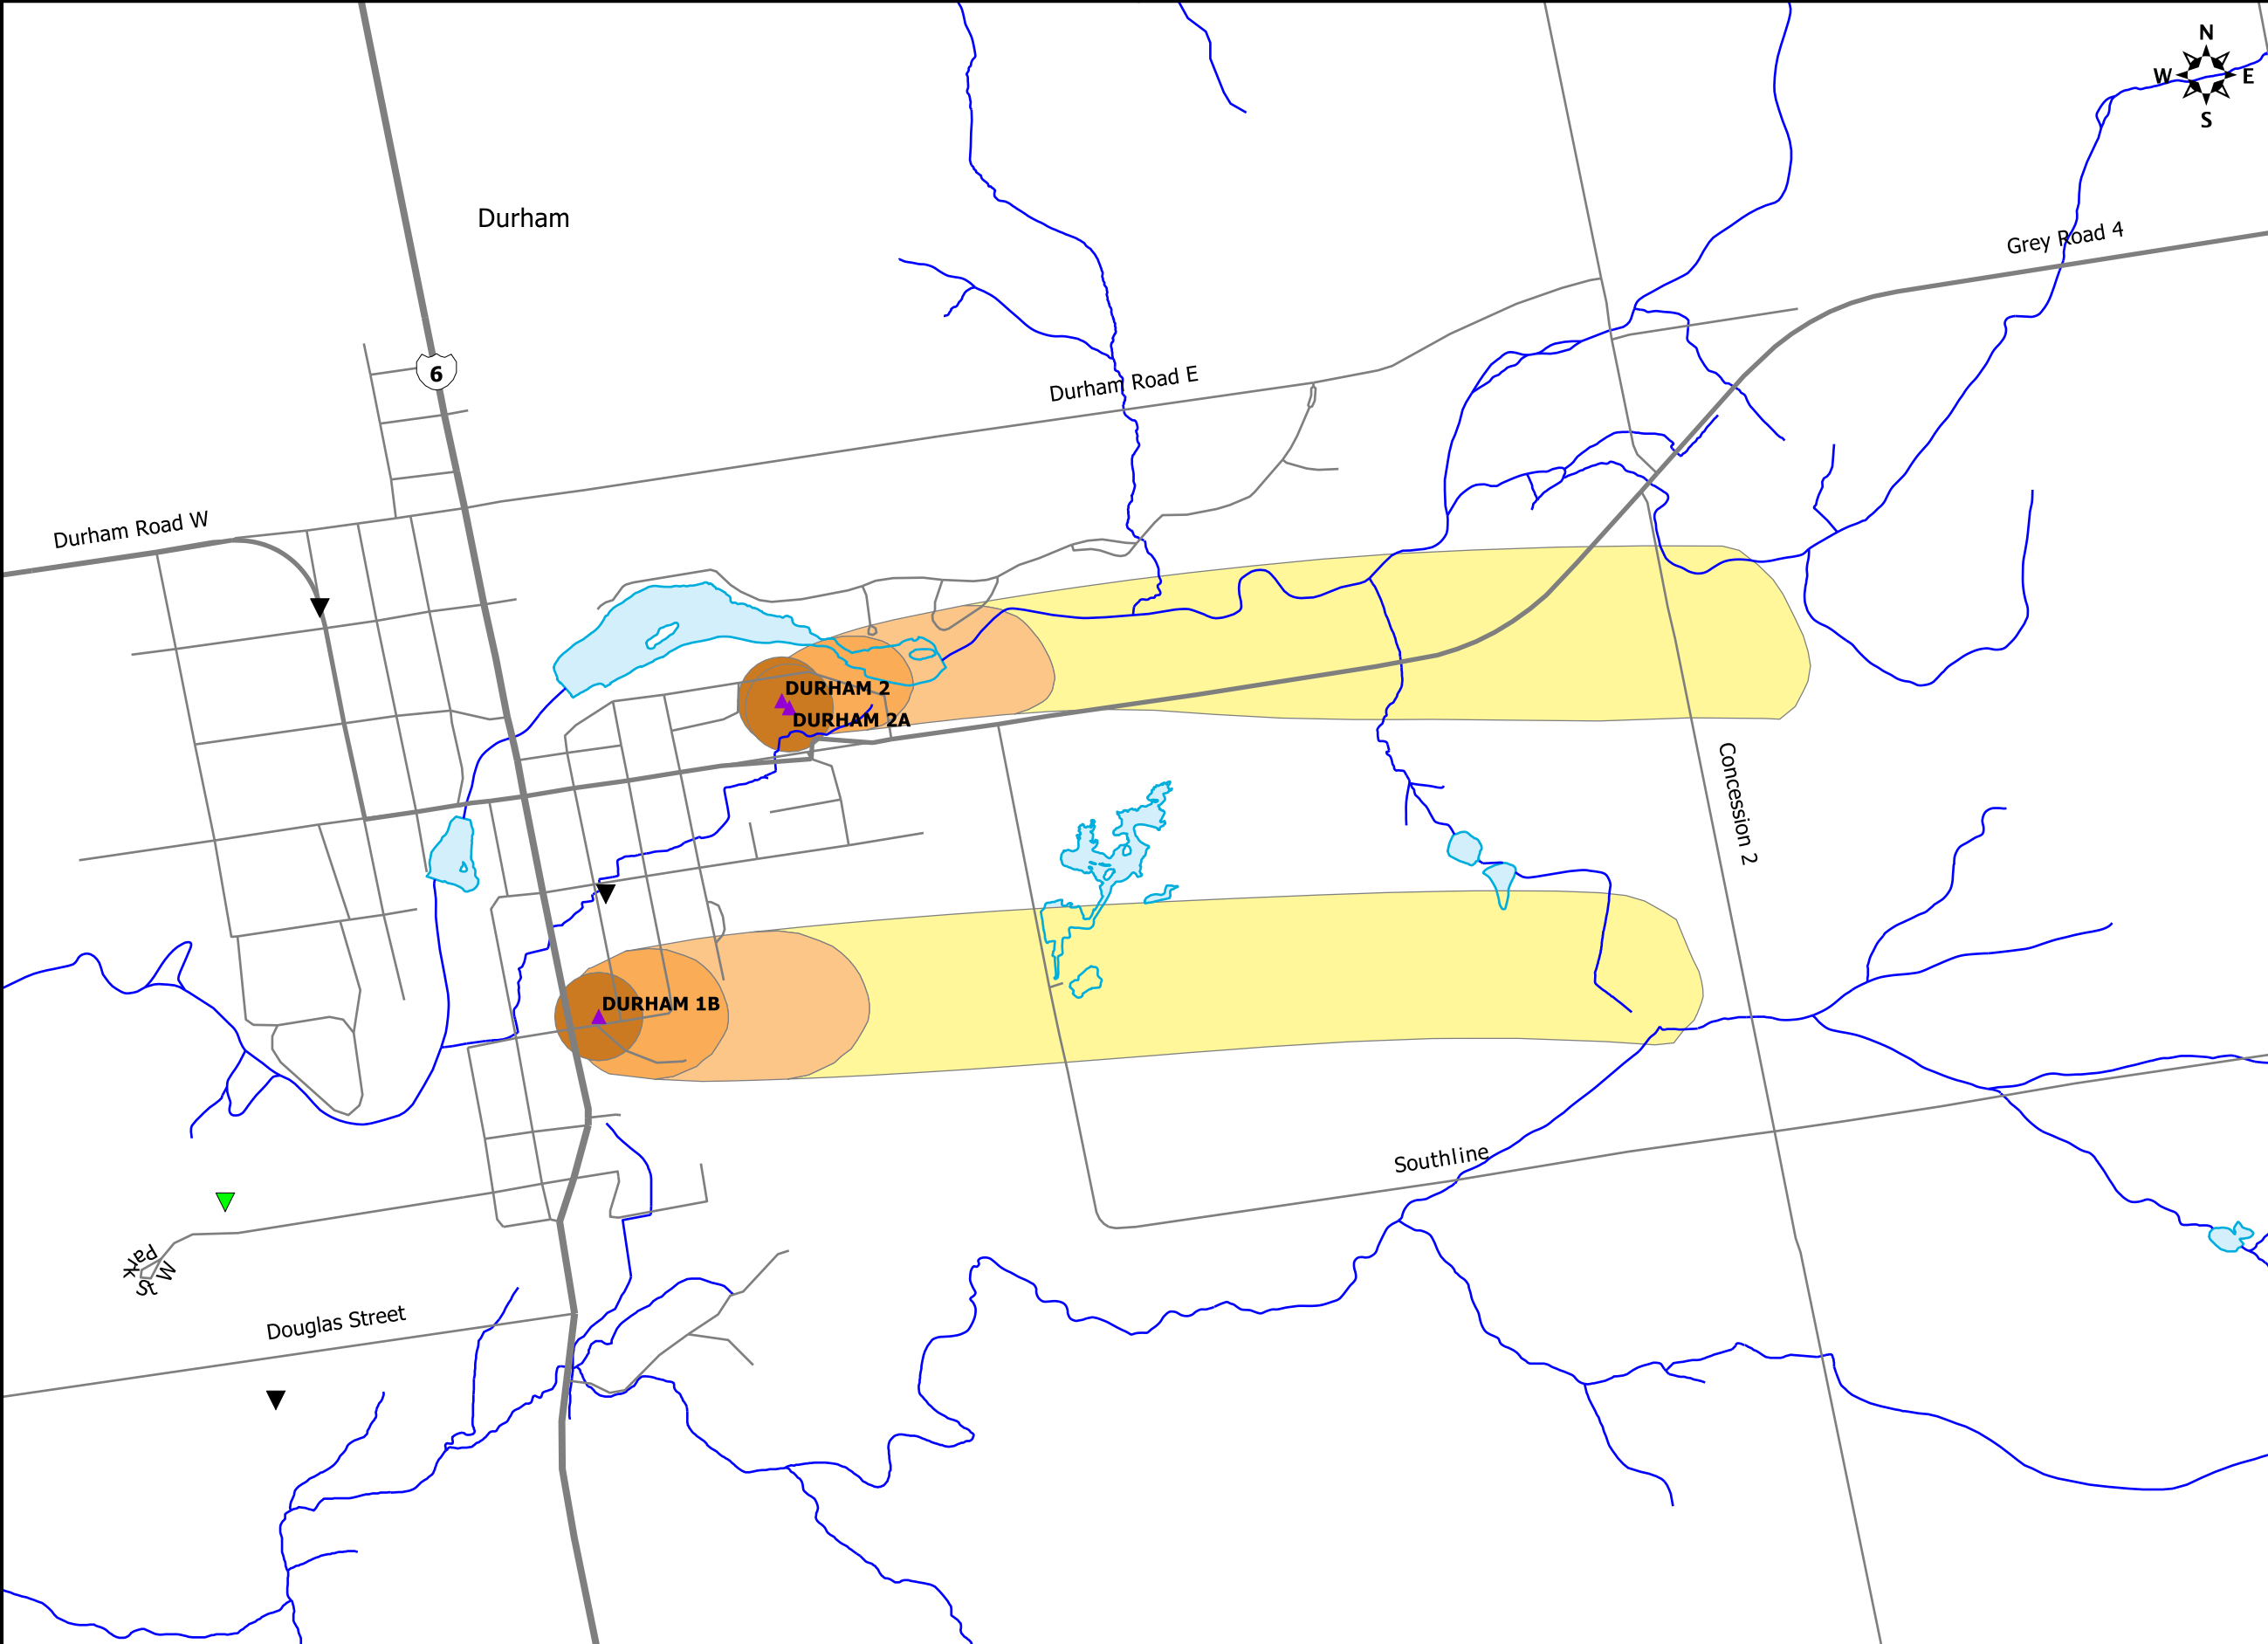 N
W E
S
Durham
Grey Road 4
6
Durham Road E
Durham Road W
DURHAM 2
DURHAM 2A
Concession 2
DURHAM 1B
Southline
Park
St W
Douglas Street